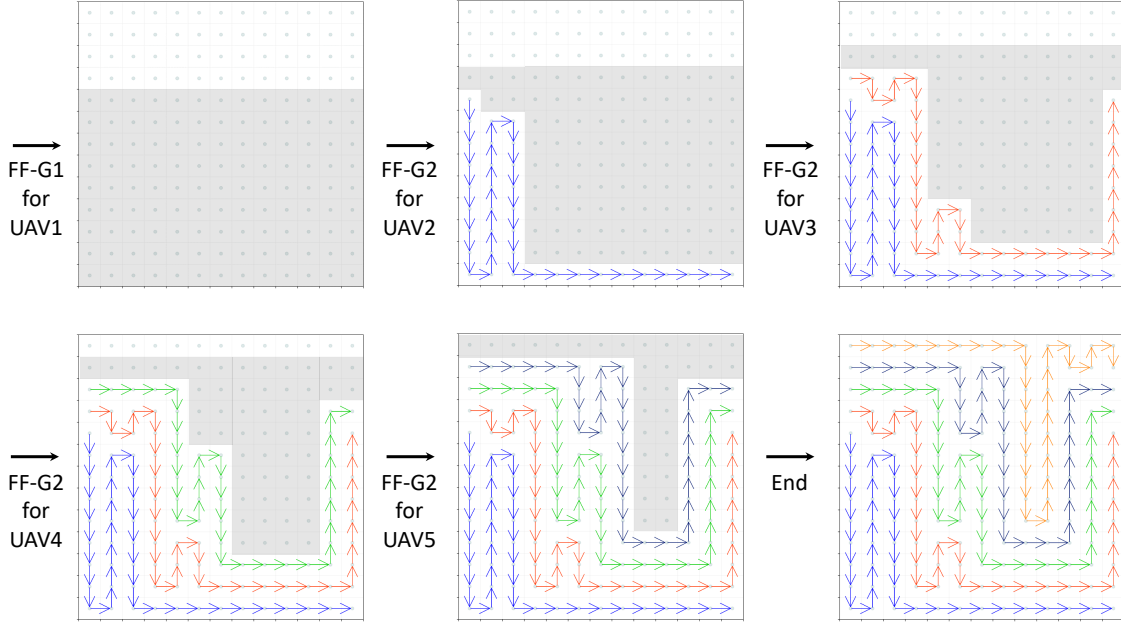 FF-G1
for
UAV1
FF-G2
for
UAV2
FF-G2
for
UAV3
FF-G2
for
UAV4
FF-G2
for
UAV5
End